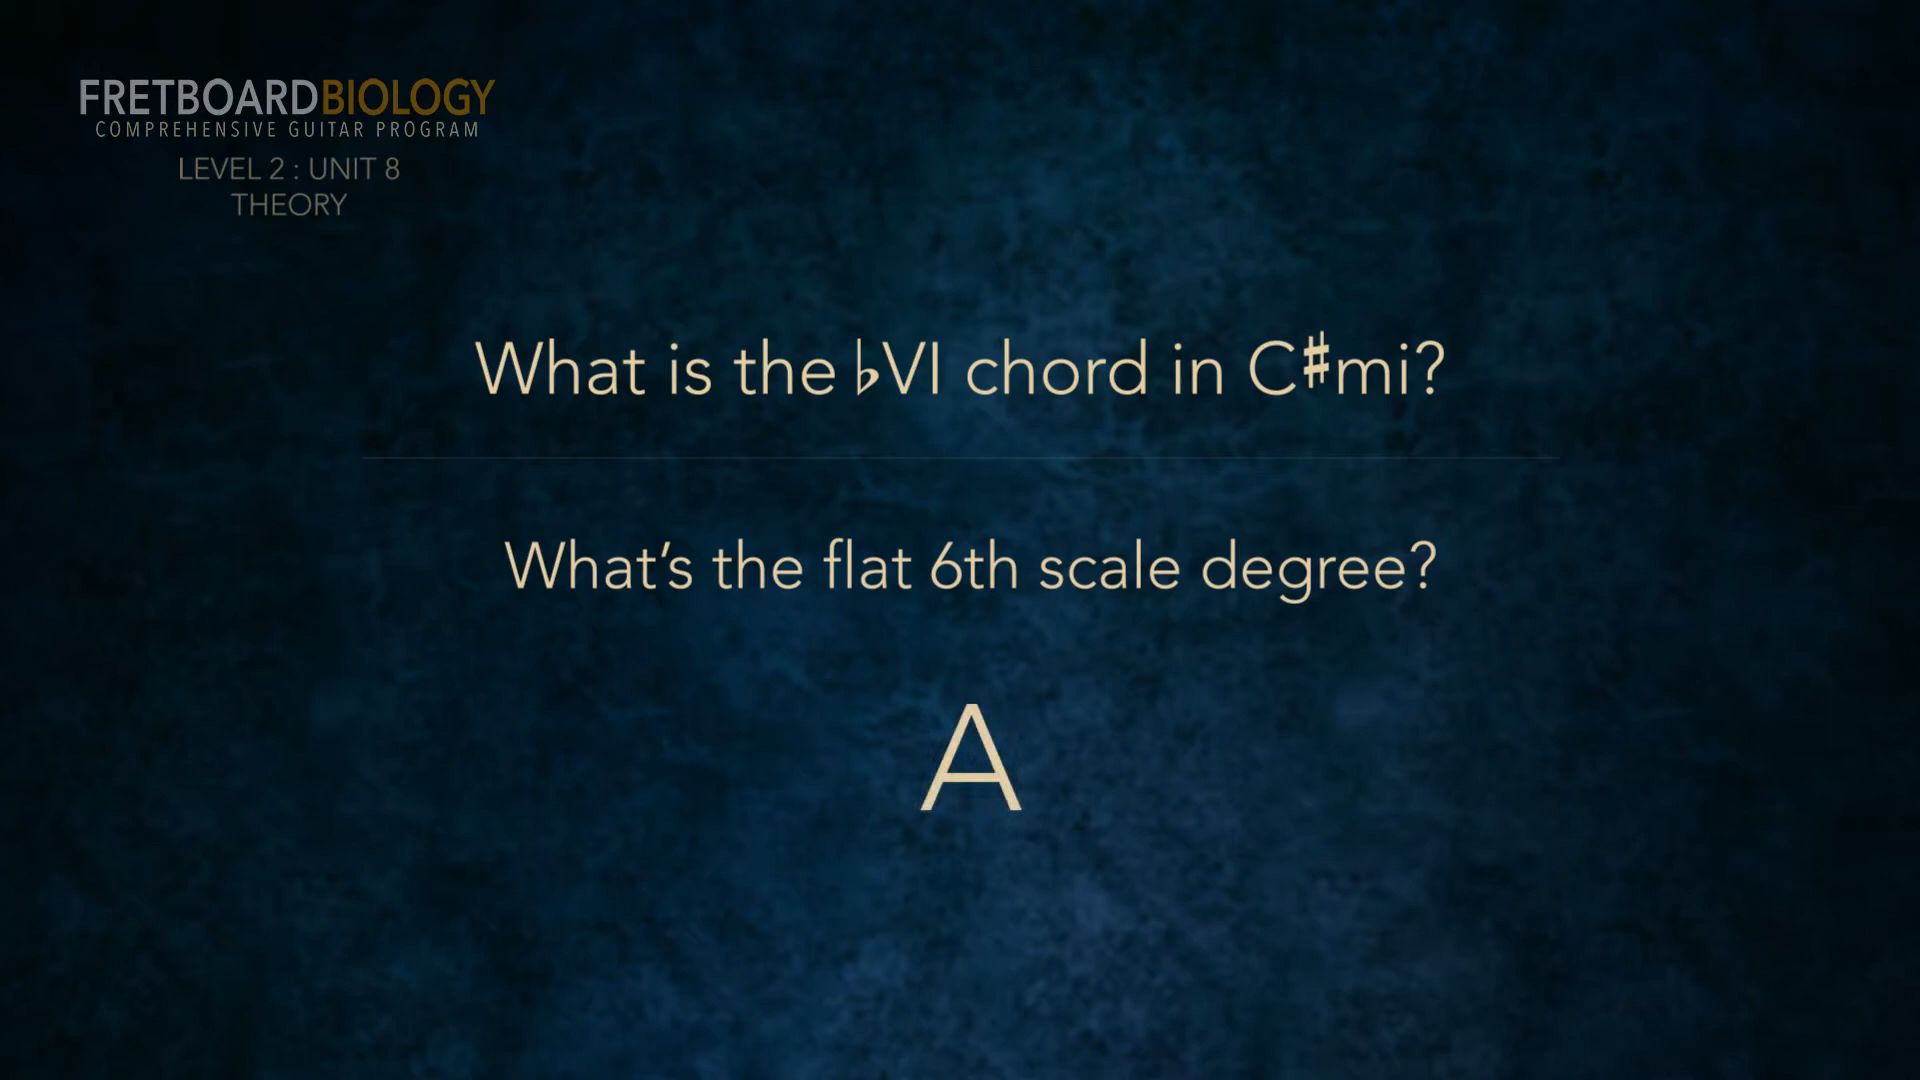 FRETBOARDBIOLOGY
COMPREHENSIVE GUITAR PROGRAM
LEVEL 2 : UNIT 8
THEORY
What is the ♭VI chord in C♯mi?
What's the flat 6th scale degree?
A